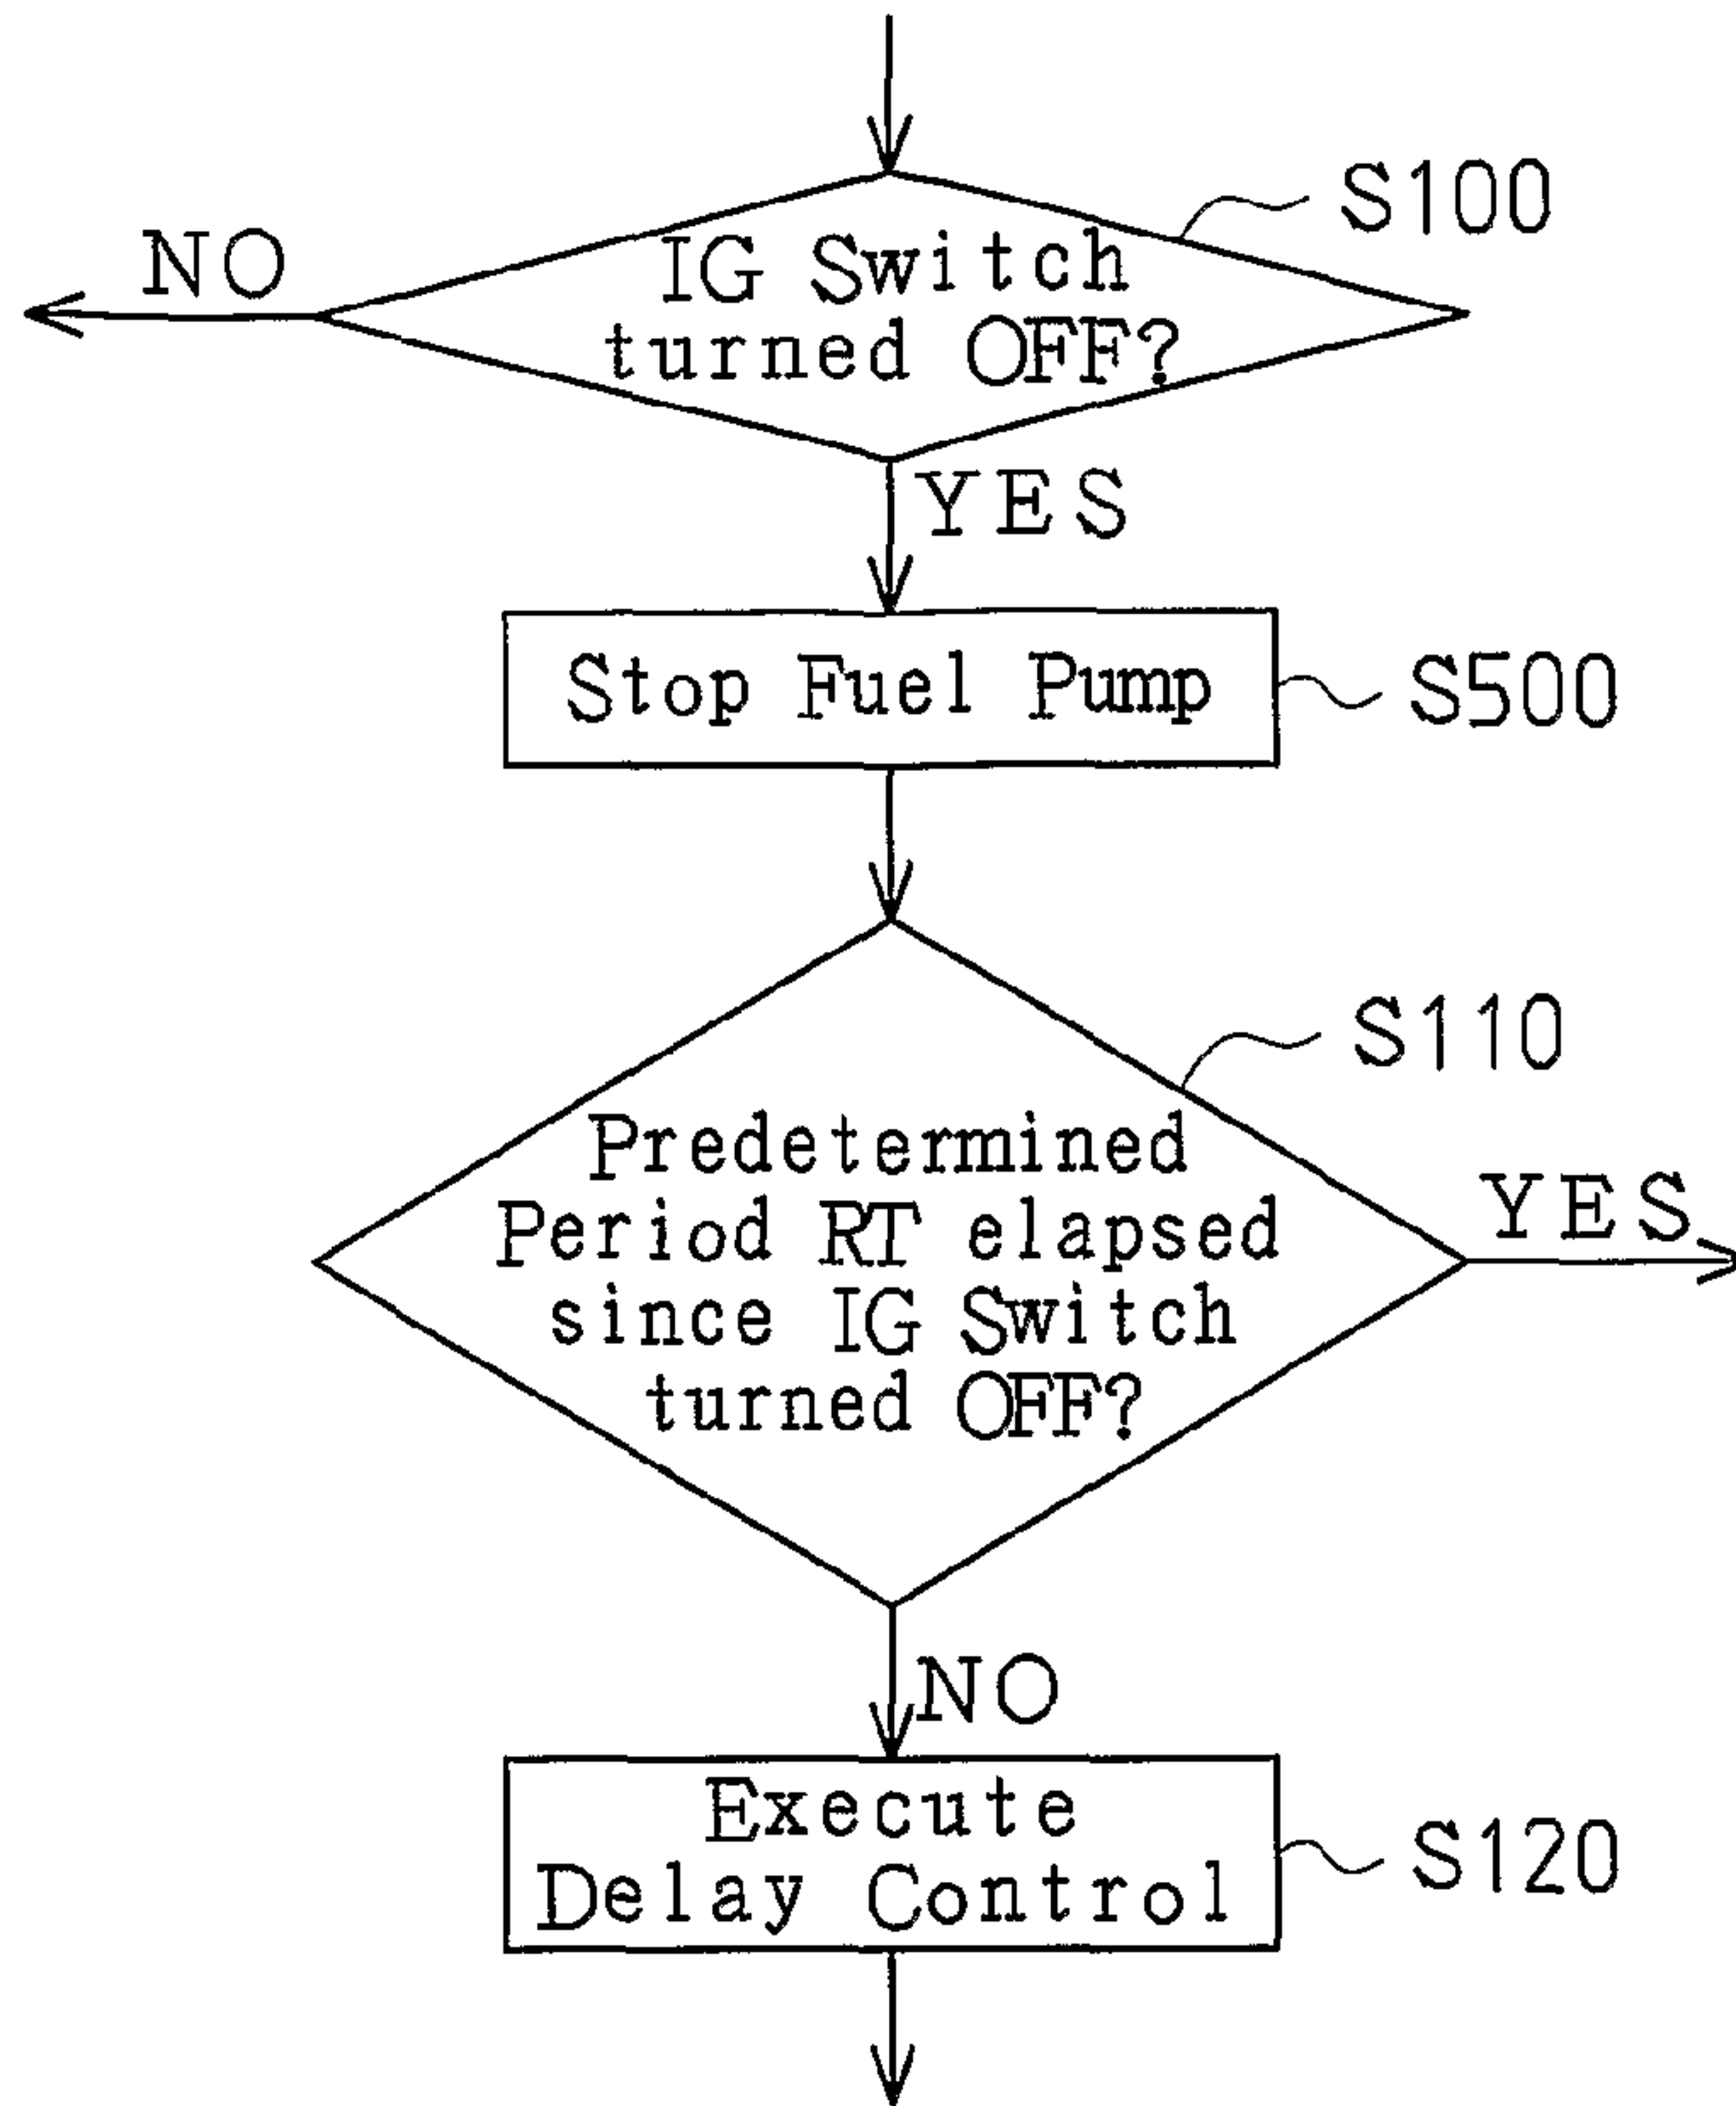 S100
NO
IG Switch
turned OFF?
YES
Stop Fuel Pump
S500
S110
Predetermined
Period RT elapsed
since IG Switch
turned OFF?
YES
NO
Execute
Delay Control
S120